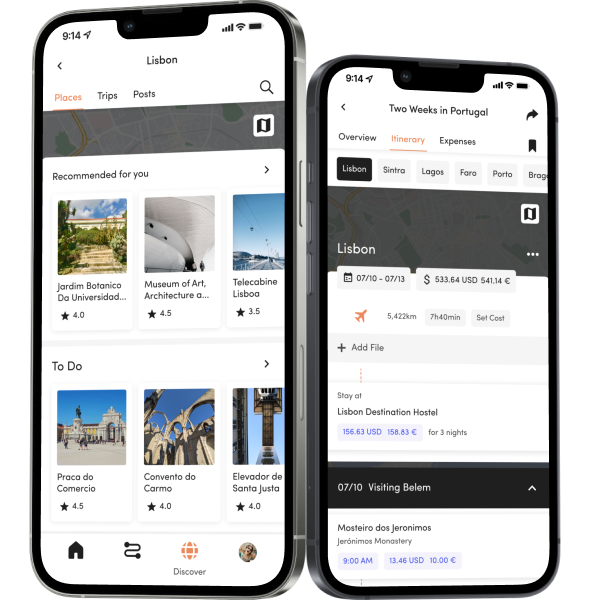 9:14
Lisbon
Places Trips Posts
Recommended for you
Jardim Botanico
Da Universidad...
4.0
Museum of Art,
Architecture a...
4.5
Telecabine
Lisboa
3.5
To Do
Praca do
Comercio
4.5
Convento do
Carmo
4.0
Elevador de
Santa Justa
4.0
Discover
9:14
Two Weeks in Portugal
Overview Itinerary Expenses
Lisbon Sintra Lagos Faro Porto Brag
Lisbon
07/10 - 07/13 $ 533.64 USD 541.14 €
5,422km 7h40min Set Cost
+ Add File
Stay at
Lisbon Destination Hostel
156.63 USD 158.83 € for 3 nights
07/10 Visiting Belem
Mosteiro dos Jeronimos
Jerónimos Monastery
9:00 AM 13.46 USD 10.00 €